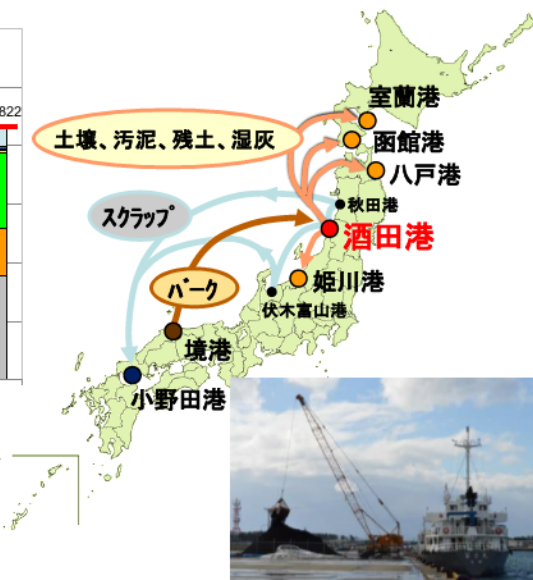 822
室蘭港
土壌、汚泥、残土、湿灰
函館港
八戸港
スクラップ
秋田港
酒田港
バーク
姫川港
伏木富山港
境港
小野田港